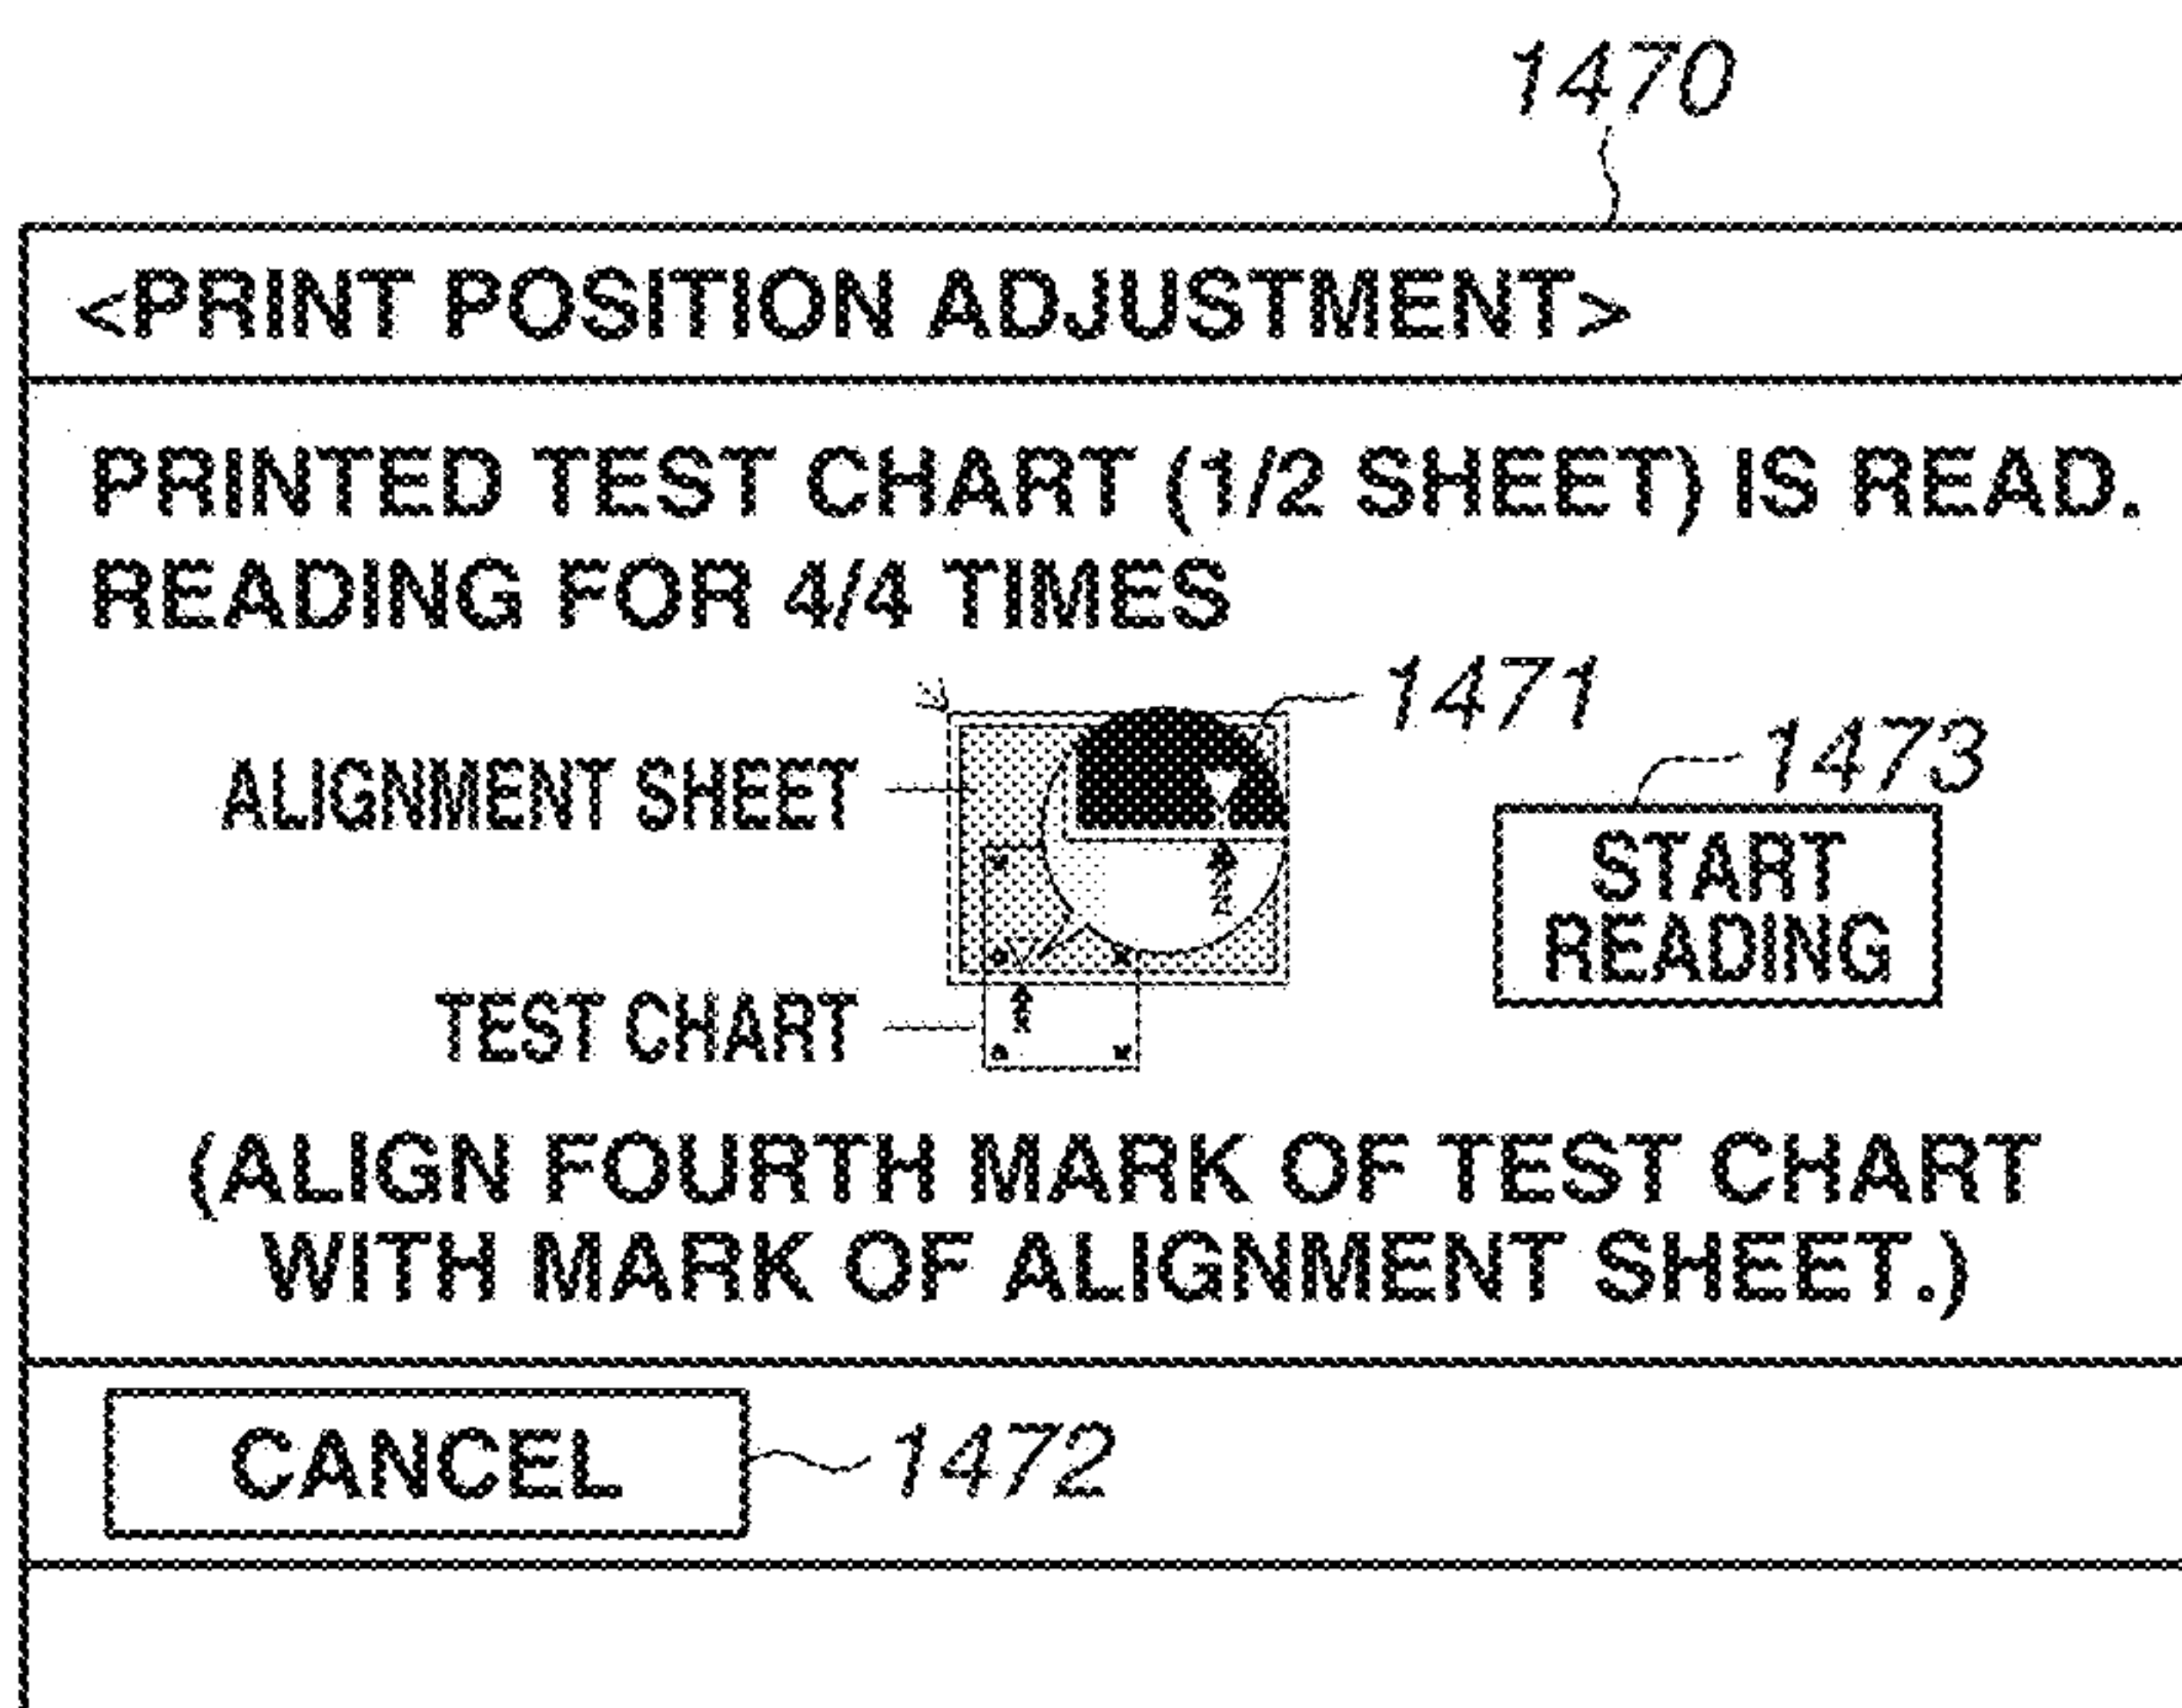 1470
<PRINT POSITION ADJUSTMENT>
PRINTED TEST CHART (1/2 SHEET) IS READ.
READING FOR 4/4 TIMES
1471
1473
ALIGNMENT SHEET
START
READING
TEST CHART
(ALIGN FOURTH MARK OF TEST CHART
WITH MARK OF ALIGNMENT SHEET.)
CANCEL
1472